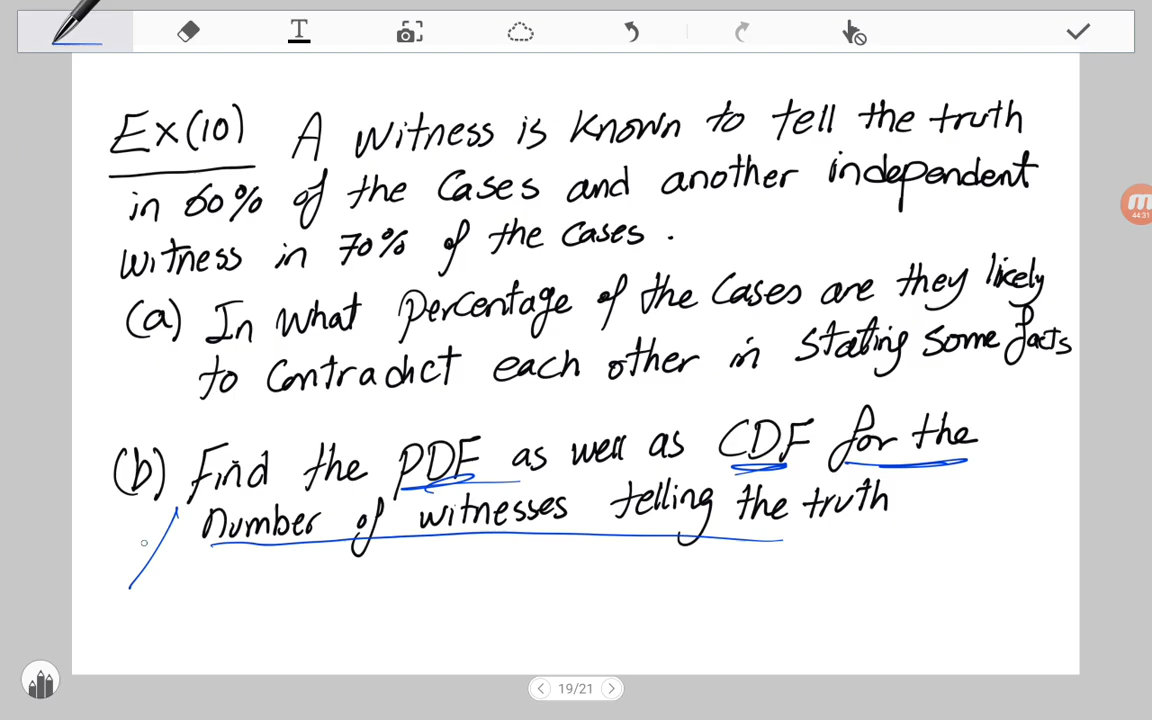 T
Ex(10) A witness is known to tell the truth
in 60% of the cases and another independent
witness in 70% of the cases.
(a) In what percentage of the cases are they likely
to contradict each other in stating some facts
(b) Find the PDF as well as CDF for the
number of witnesses telling the truth
44:31
19/21